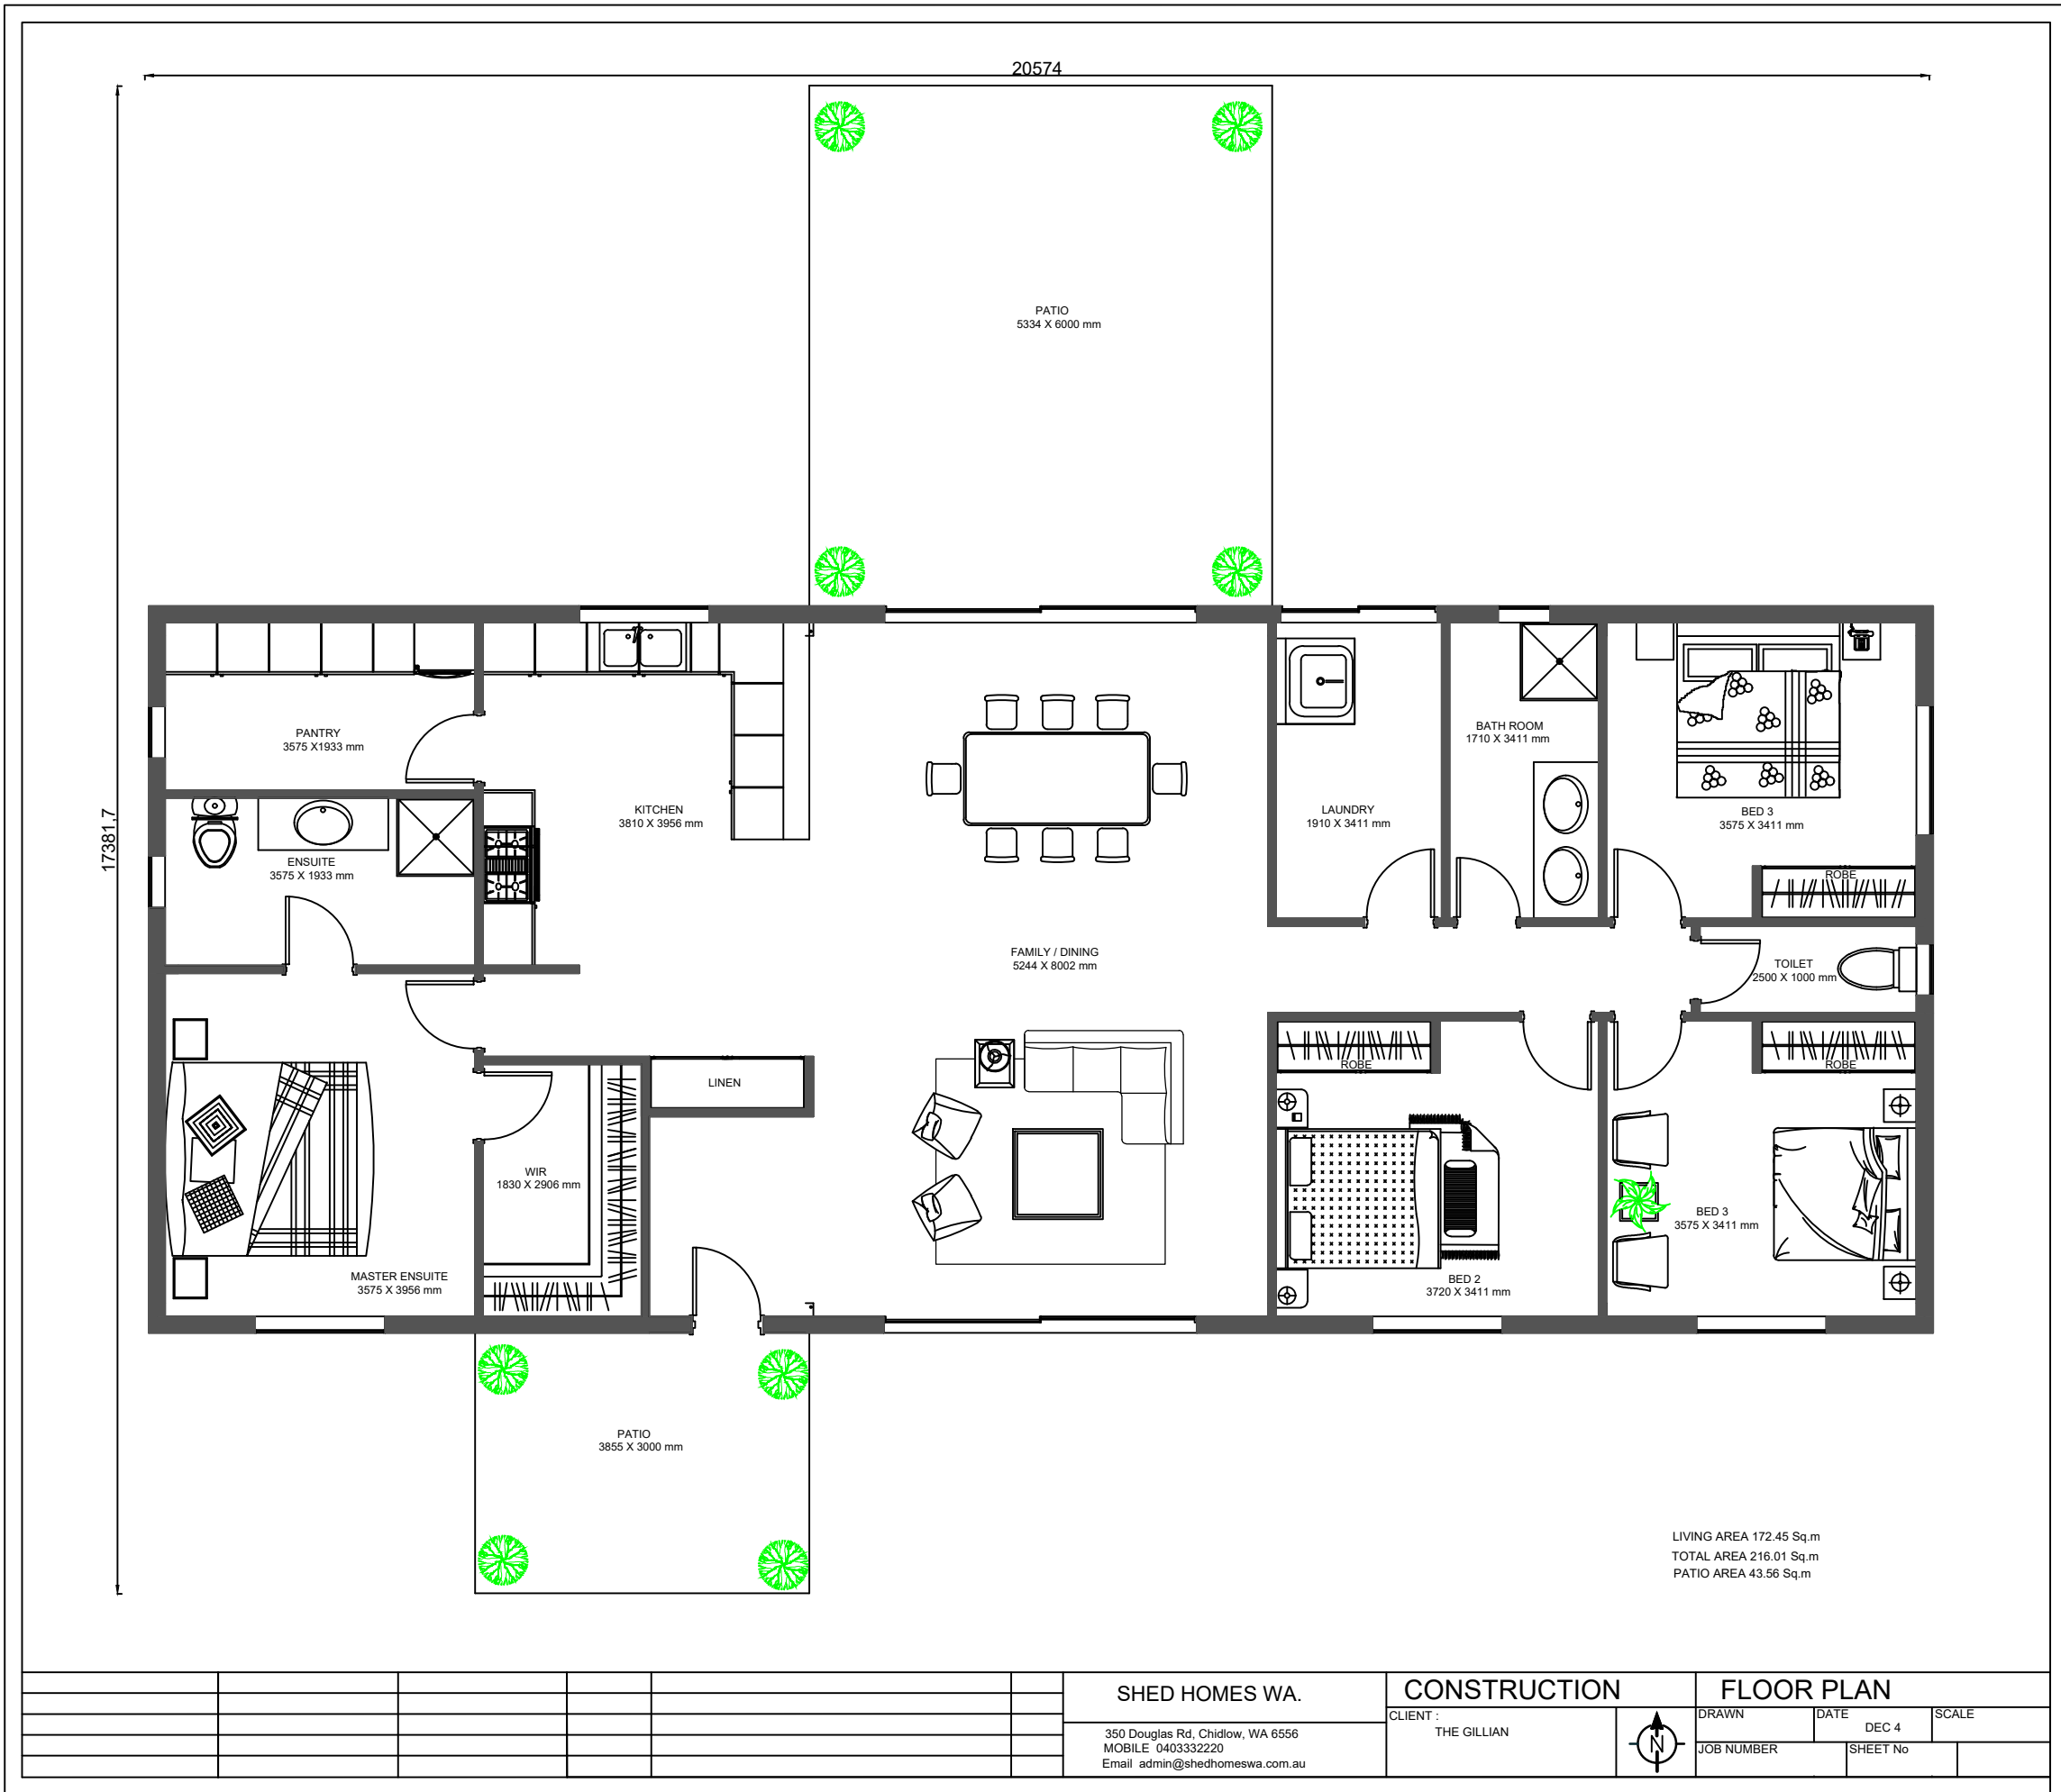 20574
17381,7
PATIO
5334 X 6000 mm
PANTRY
3575 X1933 mm
KITCHEN
3810 X 3956 mm
ENSUITE
3575 X 1933 mm
FAMILY / DINING
5244 X 8002 mm
LAUNDRY
1910 X 3411 mm
BATH ROOM
1710 X 3411 mm
BED 3
3575 X 3411 mm
ROBE
TOILET
2500 X 1000 mm
LINEN
ROBE
ROBE
WIR
1830 X 2906 mm
MASTER ENSUITE
3575 X 3956 mm
BED 2
3720 X 3411 mm
BED 3
3575 X 3411 mm
PATIO
3855 X 3000 mm
LIVING AREA 172.45 Sq.m
TOTAL AREA 216.01 Sq.m
PATIO AREA 43.56 Sq.m
SHED HOMES WA.
350 Douglas Rd, Chidlow, WA 6556
MOBILE 0403332220
Email admin@shedhomeswa.com.au
CONSTRUCTION
CLIENT :
THE GILLIAN
N
FLOOR PLAN
DRAWN
DATE
DEC 4
SCALE
JOB NUMBER
SHEET No